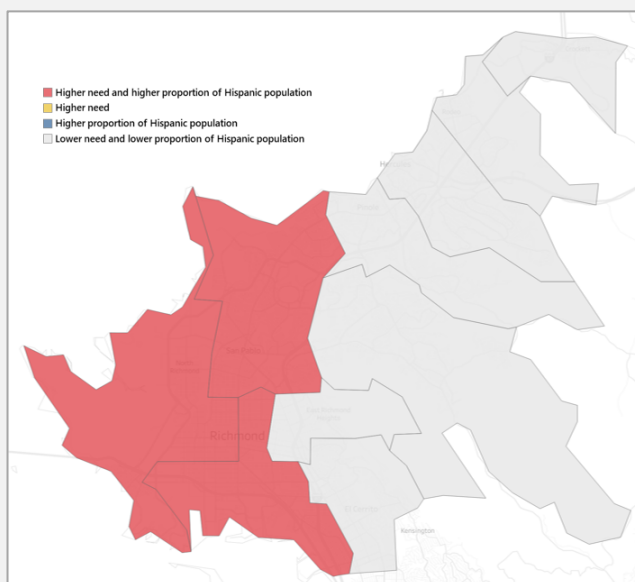 Higher need and higher proportion of Hispanic population
Higher need
Higher proportion of Hispanic population
Lower need and lower proportion of Hispanic population
Hercules
San Pablo
Richmond
El Cerrito
Kensington